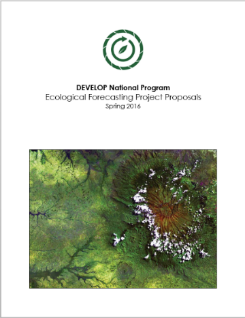 DEVELOP National Program
Ecological Forecasting Project Proposals
Spring 2016